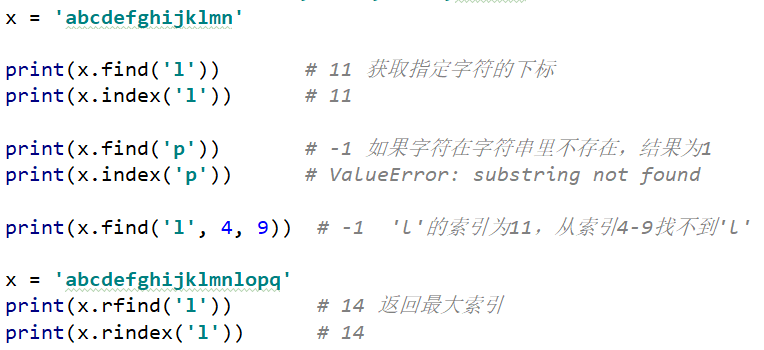 x = 'abcdefghijklmn'
print(x.find('l'))       # 11 获取指定字符的下标
print(x.index('l'))      # 11
print(x.find('p'))       # -1 如果字符在字符串里不存在，结果为1
print(x.index('p'))      # ValueError: substring not found
print(x.find('l', 4, 9))  # -1  'l'的索引为11，从索引4-9找不到'l'
x = 'abcdefghijklmnlopq'
print(x.rfind('l'))       # 14 返回最大索引
print(x.rindex('l'))      # 14